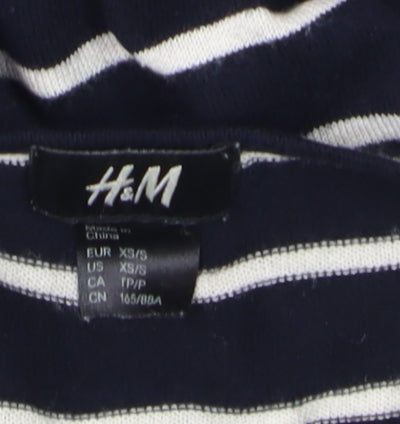 H&M
Made in
China
EUR XS/S
US XS/S
CA TP/P
CN 165/88A